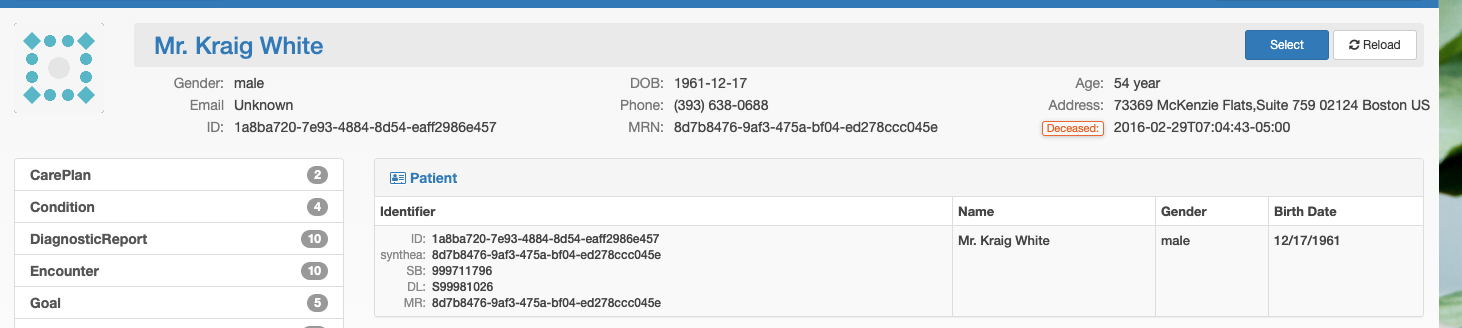 Mr. Kraig White
Select
Reload
Gender: male
DOB: 1961-12-17
Age: 54 year
Email Unknown
Phone: (393) 638-0688
Address: 73369 McKenzie Flats,Suite 759 02124 Boston US
ID: 1a8ba720-7e93-4884-8d54-eaff2986e457
MRN: 8d7b8476-9af3-475a-bf04-ed278ccc045e
Deceased: 2016-02-29T07:04:43-05:00
CarePlan 2
Condition 4
DiagnosticReport 10
Encounter 10
Goal 5
Patient
Identifier Name Gender Birth Date
ID: 1a8ba720-7e93-4884-8d54-eaff2986e457
Mr. Kraig White male 12/17/1961
synthea: 8d7b8476-9af3-475a-bf04-ed278ccc045e
SB: 999711796
DL: S99981026
MR: 8d7b8476-9af3-475a-bf04-ed278ccc045e